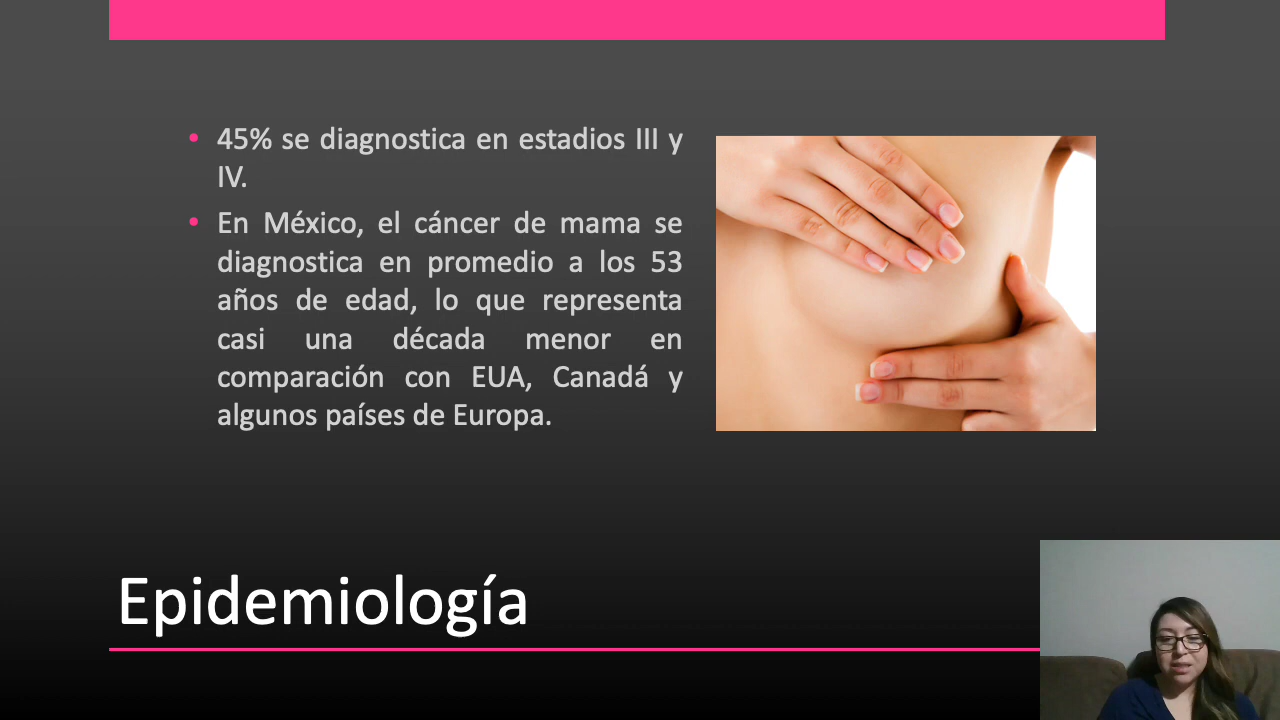 • 45% se diagnostica en estadios III y
IV.
• En México, el cáncer de mama se
diagnostica en promedio a los 53
años de edad, lo que representa
casi una década menor en
comparación con EUA, Canadá y
algunos países de Europa.
Epidemiología